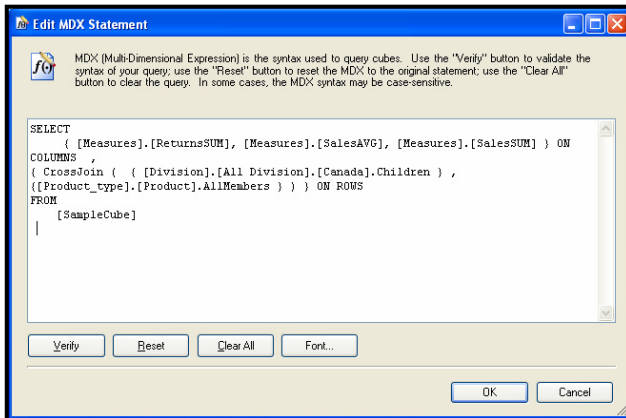 Edit MDX Statement
MDX (Multi-Dimensional Expression) is the syntax used to query cubes. Use the "Verify" button to validate the
syntax of your query; use the "Reset" button to reset the MDX to the original statement; use the "Clear All"
button to clear the query. In some cases, the MDX syntax may be case-sensitive.
SELECT
{ [Measures].[ReturnsSUM], [Measures].[SalesAVG], [Measures].[SalesSUM] } ON
COLUMNS ,
{ CrossJoin ( { [Division].[All Division].[Canada].Children } ,
{[Product_type].[Product].AllMembers } ) } ON ROWS
FROM
[SampleCube]
Verify Reset Clear All Font...
OK Cancel